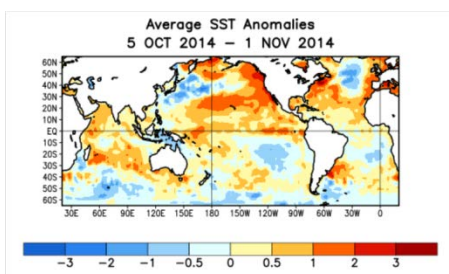 Average SST Anomalies
5 OCT 2014 – 1 NOV 2014
60N
50N
40N
30N
20N
10N
EQ
10S
20S
30S
40S
50S
60S
30E 60E 90E 120E 150E 180 150W 120W 90W 60W 30W 0
-3 -2 -1 -0.5 0 0.5 1 2 3